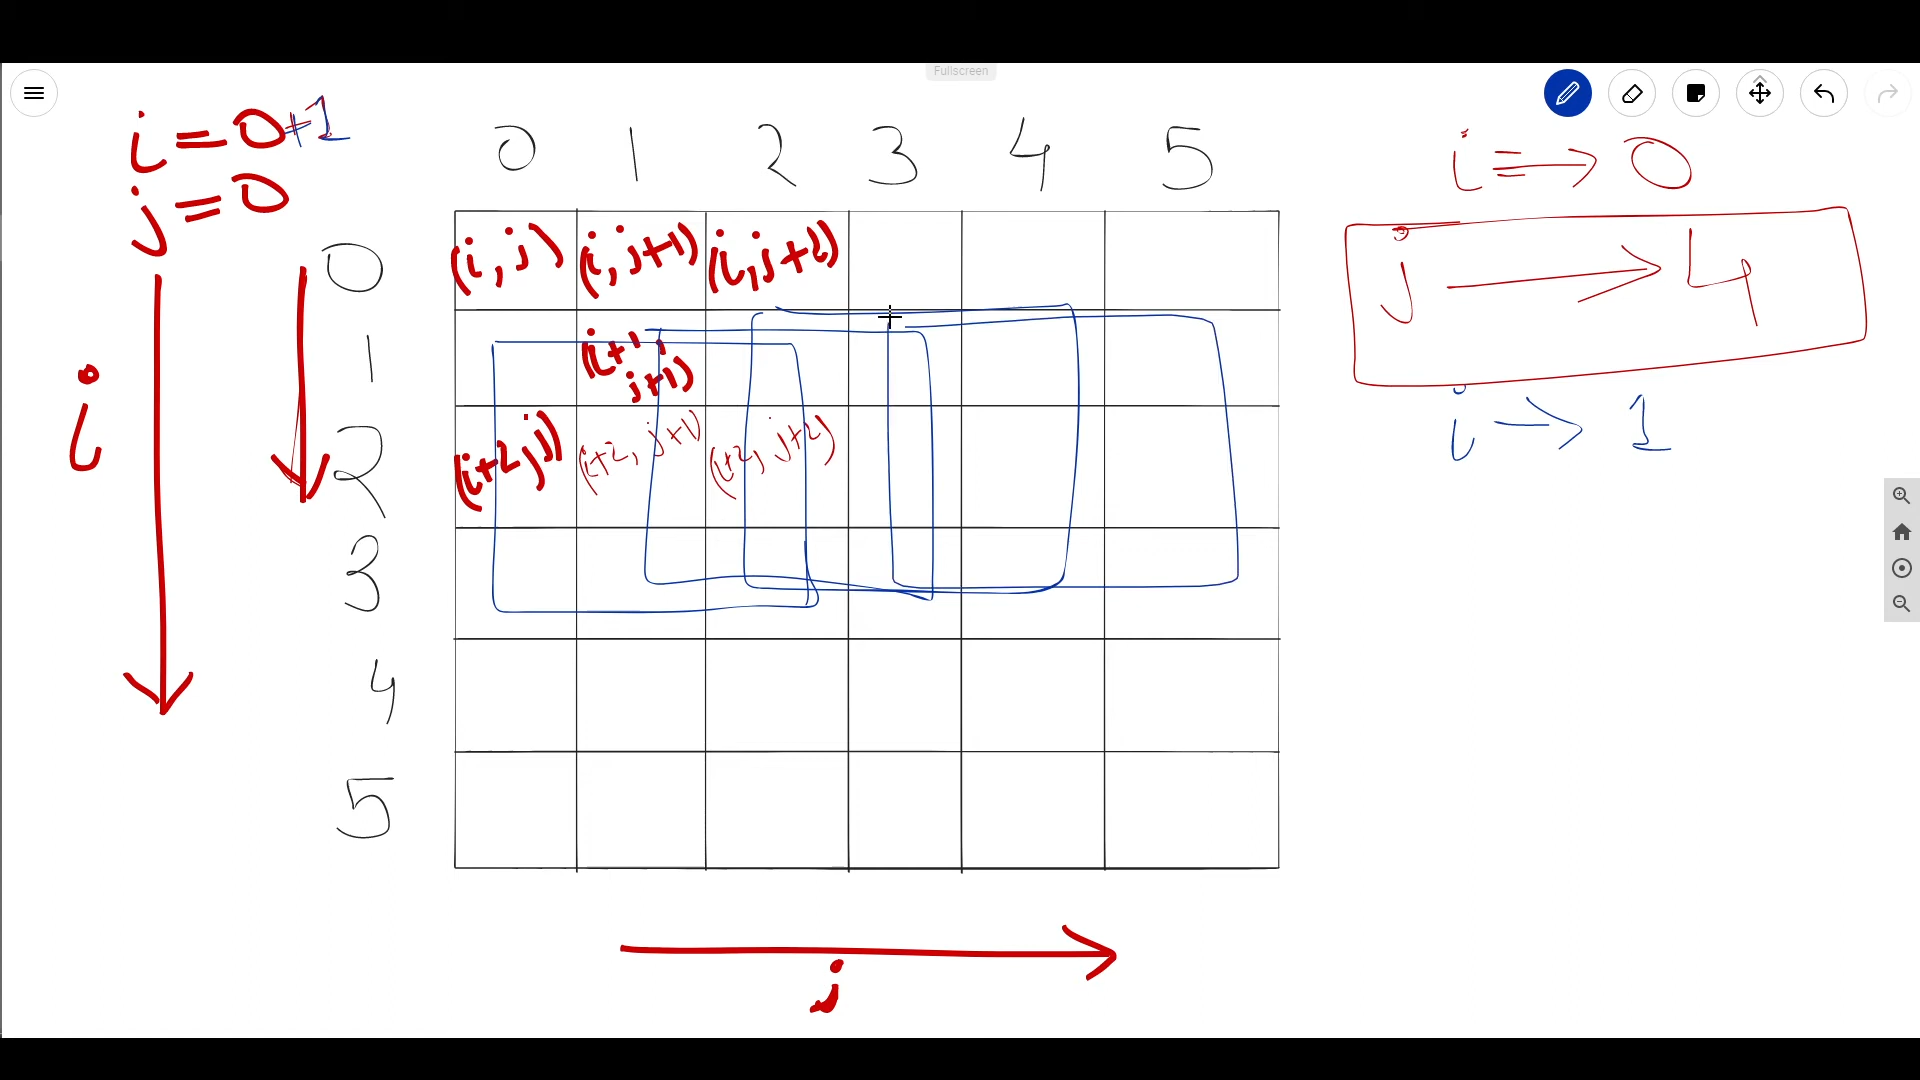 Fullscreen
i = 0+1
j = 0
0 1 2 3 4 5
i ⇒ 0
j → 4
i → 1
0
1
2
3
4
5
(i, j) (i, j+1) (i, j+2)
(i+1,
j+1)
(i+2, j) (i+2, j+1) (i+2, j+2)
i
j